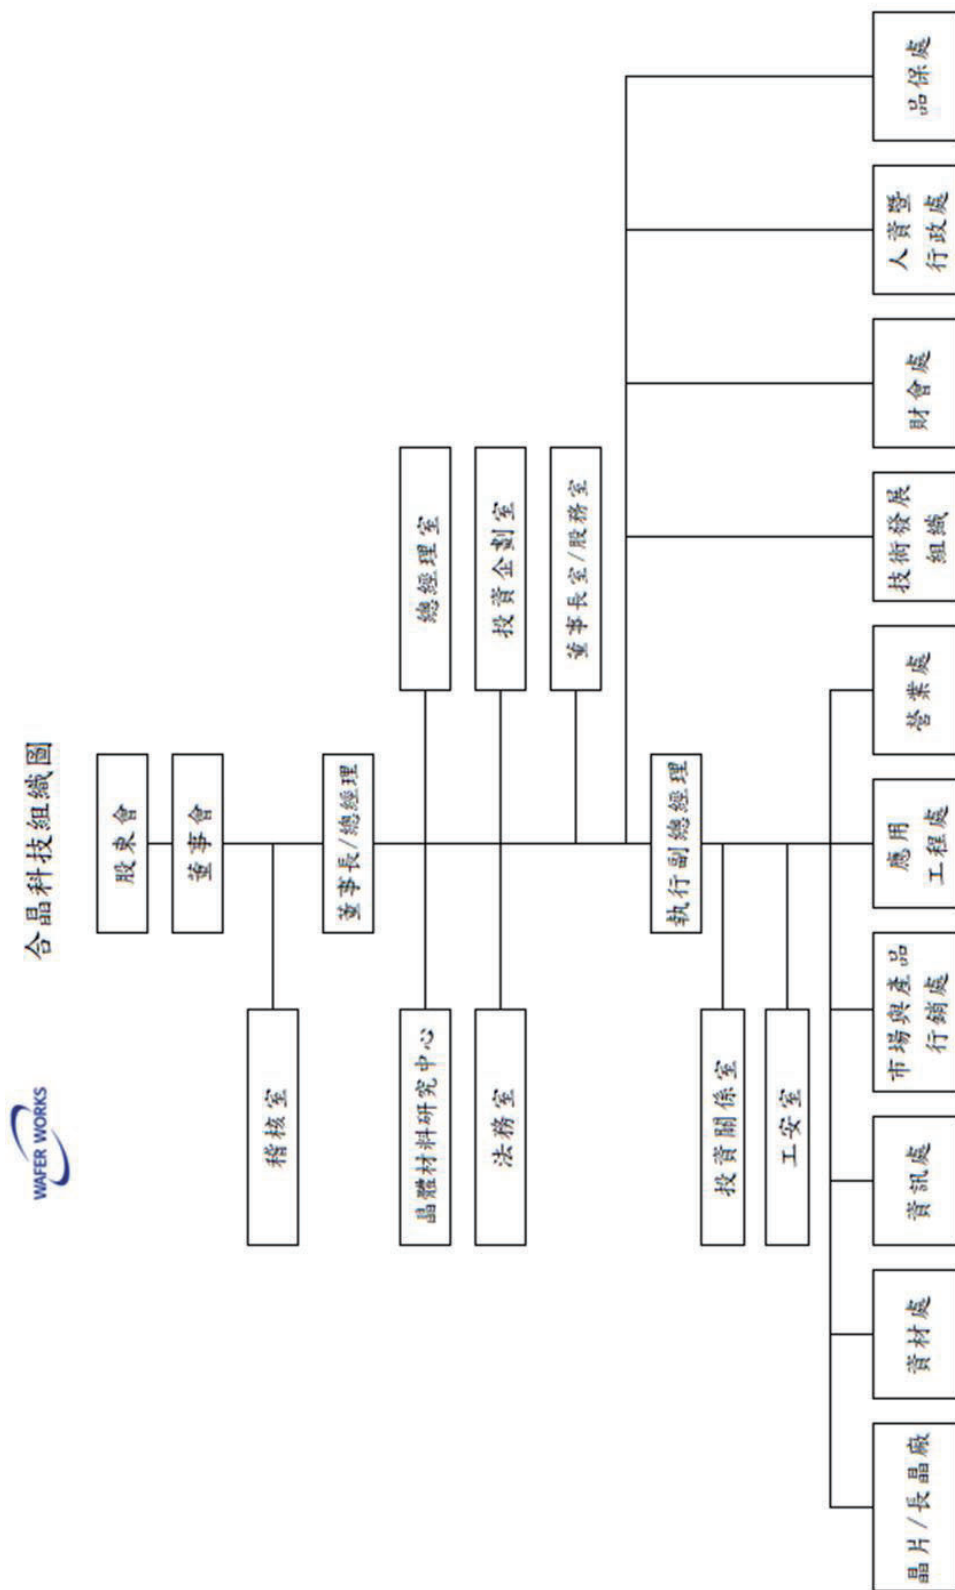 WAFER WORKS
合晶科技組織圖
股東會
董事會
稽核室
董事長/總經理
晶體材料研究中心
總經理室
法務室
投資企劃室
董事長室/股務室
執行副總經理
投資關係室
工安室
晶片/長晶廠
資材處
資訊處
市場與產品
行銷處
應用
工程處
營業處
技術發展
組織
財會處
人資暨
行政處
品保處